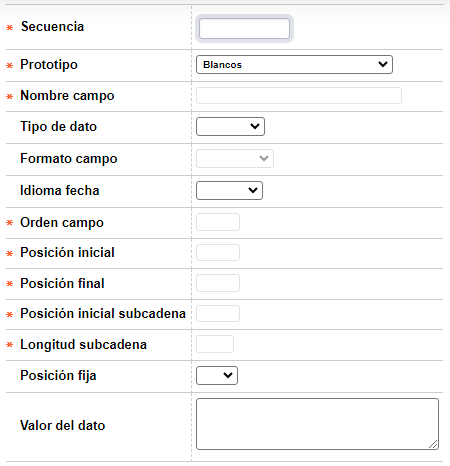 * Secuencia
* Prototipo Blancos
* Nombre campo
Tipo de dato
Formato campo
Idioma fecha
* Orden campo
* Posición inicial
* Posición final
* Posición inicial subcadena
* Longitud subcadena
Posición fija
Valor del dato